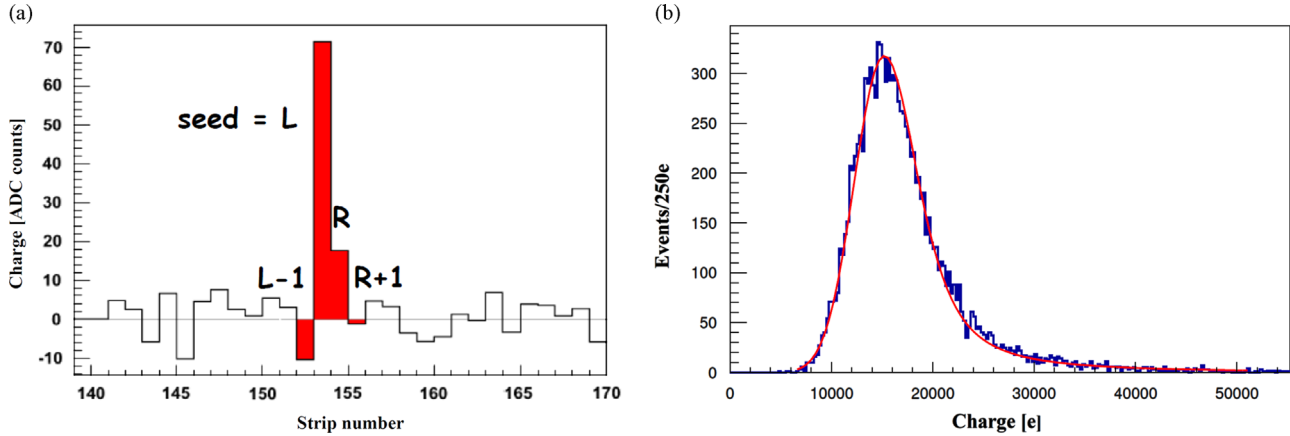 (a)
70
60
50
40
30
20
10
0
-10
Charge [ADC counts]
seed = L
R
L-1
R+1
140
145
150
155
160
165
170
Strip number
(b)
300
250
200
150
100
50
0
Events/250e
0
10000
20000
30000
40000
50000
Charge [e]